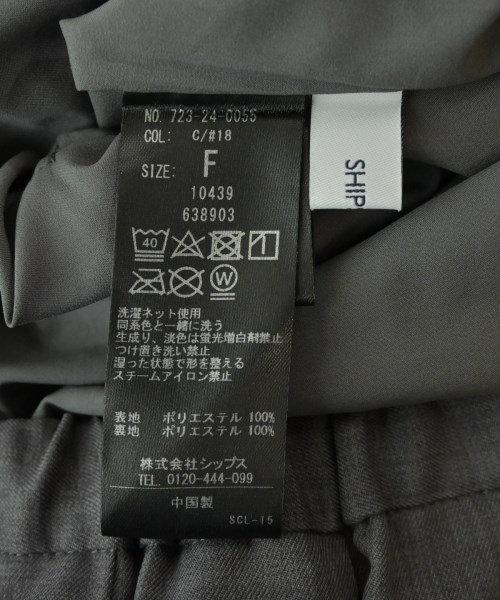 NO. 723-24-0055
COL: C/#18
SIZE: F
10439
638903
40
W
洗濯ネット使用
同系色と一緒に洗う
生成り、淡色は蛍光増白剤禁止
つけ置き洗い禁止
湿った状態で形を整える
スチームアイロン禁止
表地 ポリエステル 100%
裏地 ポリエステル 100%
株式会社シップス
TEL. 0120-444-099
中国製
SCL-15
SHIPS